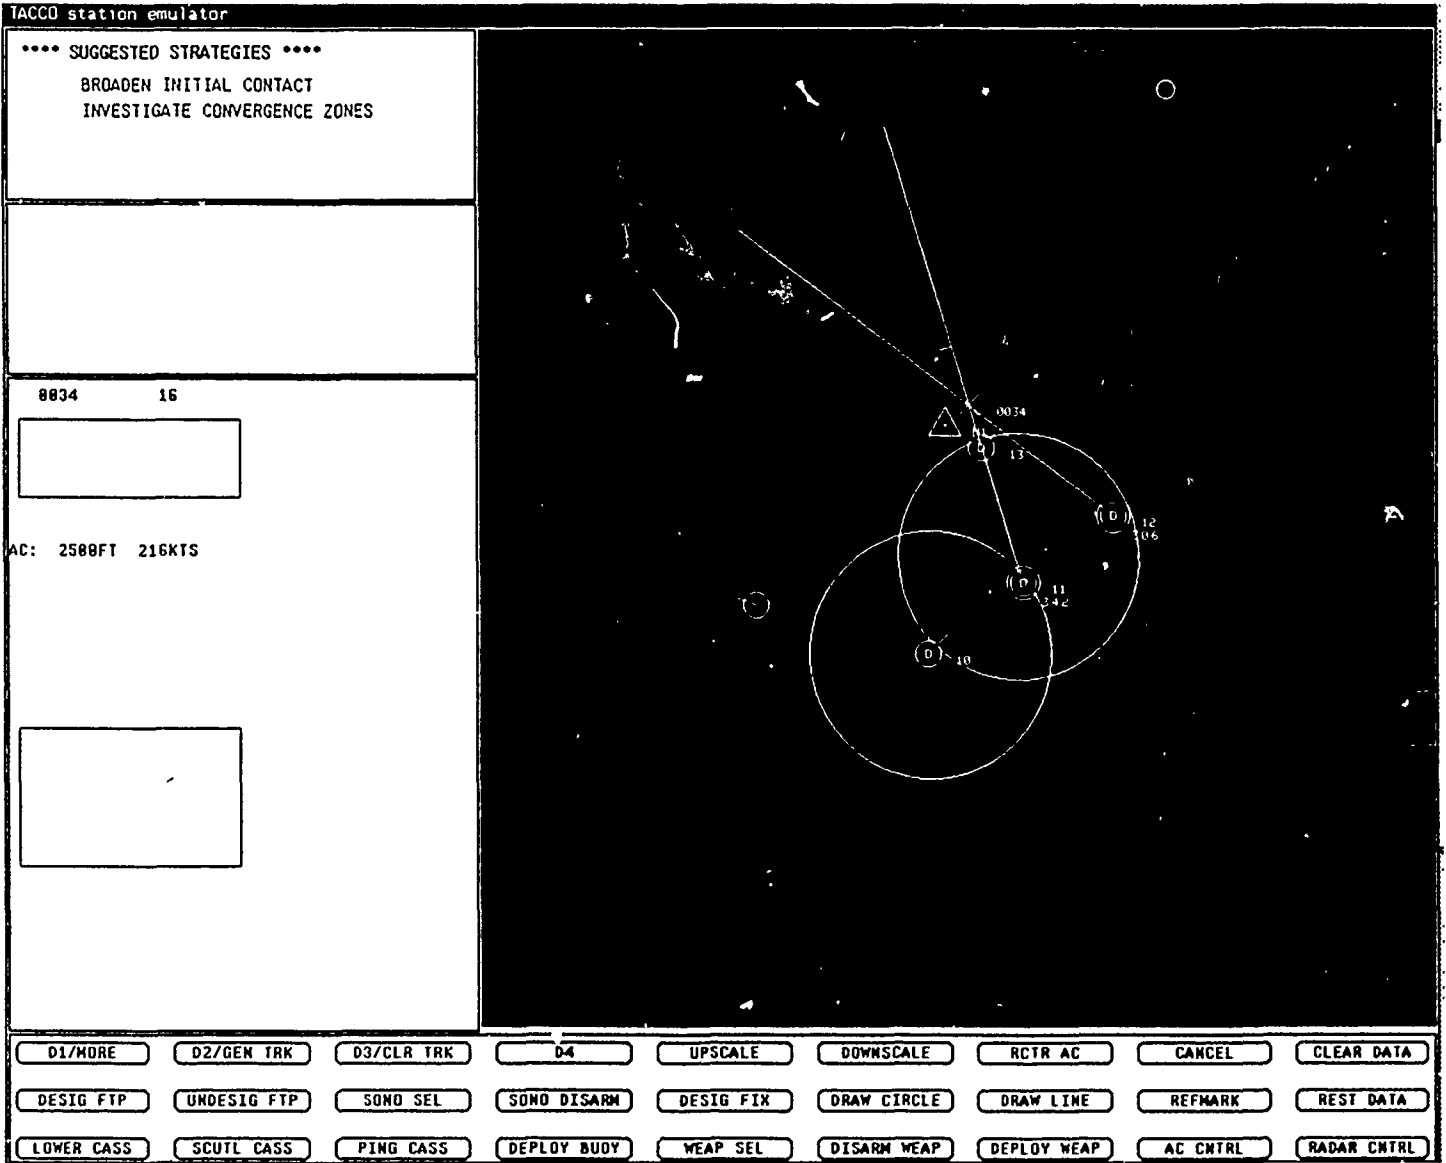 TACCO station emulator
**** SUGGESTED STRATEGIES ****
BROADEN INITIAL CONTACT
INVESTIGATE CONVERGENCE ZONES
0034 16
AC: 2500FT 216KTS
0034
D 13
D 12
D 11
342
D 10
D1/MORE D2/GEN TRK D3/CLR TRK D4 UPSCALE DOWNSCALE RCTR AC CANCEL CLEAR DATA
DESIG FTP UNDESIG FTP SONO SEL SONO DISARM DESIG FIX DRAW CIRCLE DRAW LINE REFMARK REST DATA
LOWER CASS SCUTL CASS PING CASS DEPLOY BUOY WEAP SEL DISARM WEAP DEPLOY WEAP AC CNTRL RADAR CNTRL